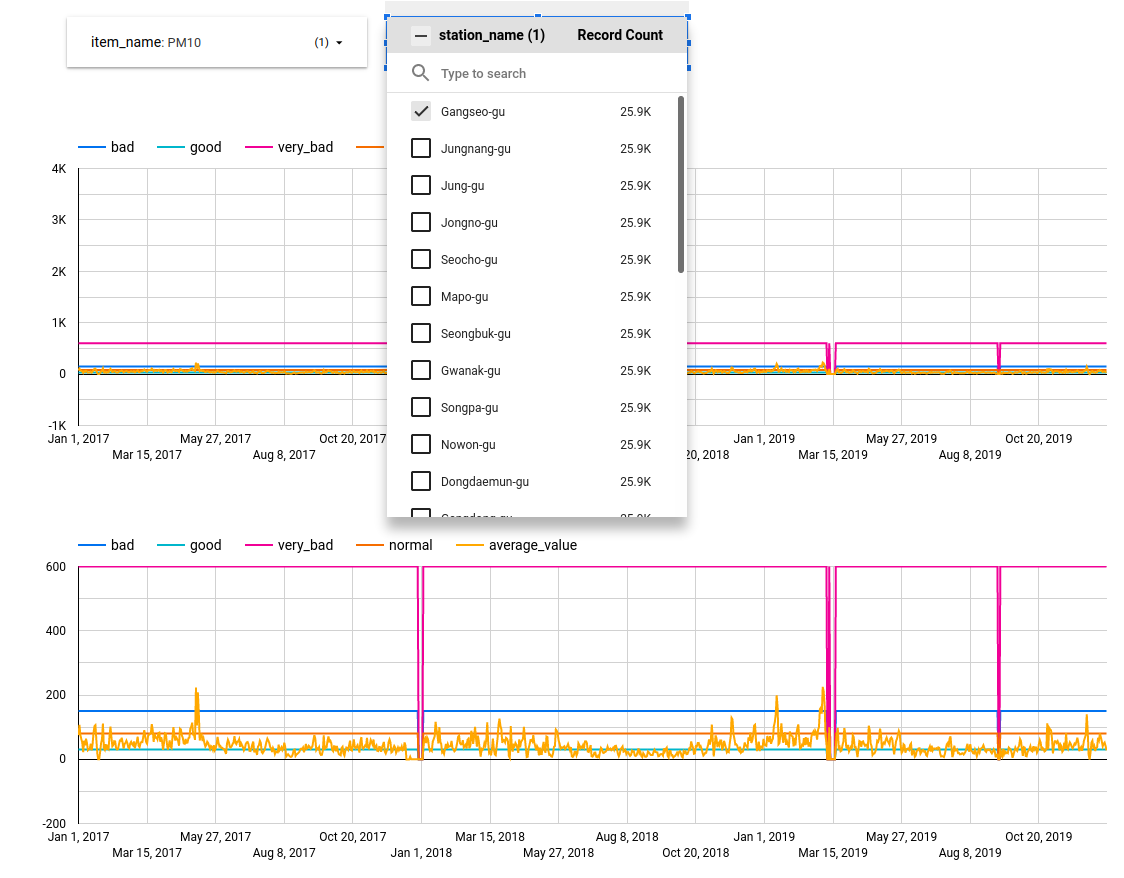 item_name: PM10 (1)
station_name (1) Record Count
Type to search
Gangseo-gu 25.9K
Jungnang-gu 25.9K
Jung-gu 25.9K
Jongno-gu 25.9K
Seocho-gu 25.9K
Mapo-gu 25.9K
Seongbuk-gu 25.9K
Gwanak-gu 25.9K
Songpa-gu 25.9K
Nowon-gu 25.9K
Dongdaemun-gu 25.9K
bad good very_bad
4K
3K
2K
1K
0
-1K
Jan 1, 2017 May 27, 2017 Oct 20, 2017 Jan 1, 2019 May 27, 2019 Oct 20, 2019
Mar 15, 2017 Aug 8, 2017 20, 2018 Mar 15, 2019 Aug 8, 2019
bad good very_bad normal average_value
600
400
200
0
-200
Jan 1, 2017 May 27, 2017 Oct 20, 2017 Mar 15, 2018 Aug 8, 2018 Jan 1, 2019 May 27, 2019 Oct 20, 2019
Mar 15, 2017 Aug 8, 2017 Jan 1, 2018 May 27, 2018 Oct 20, 2018 Mar 15, 2019 Aug 8, 2019